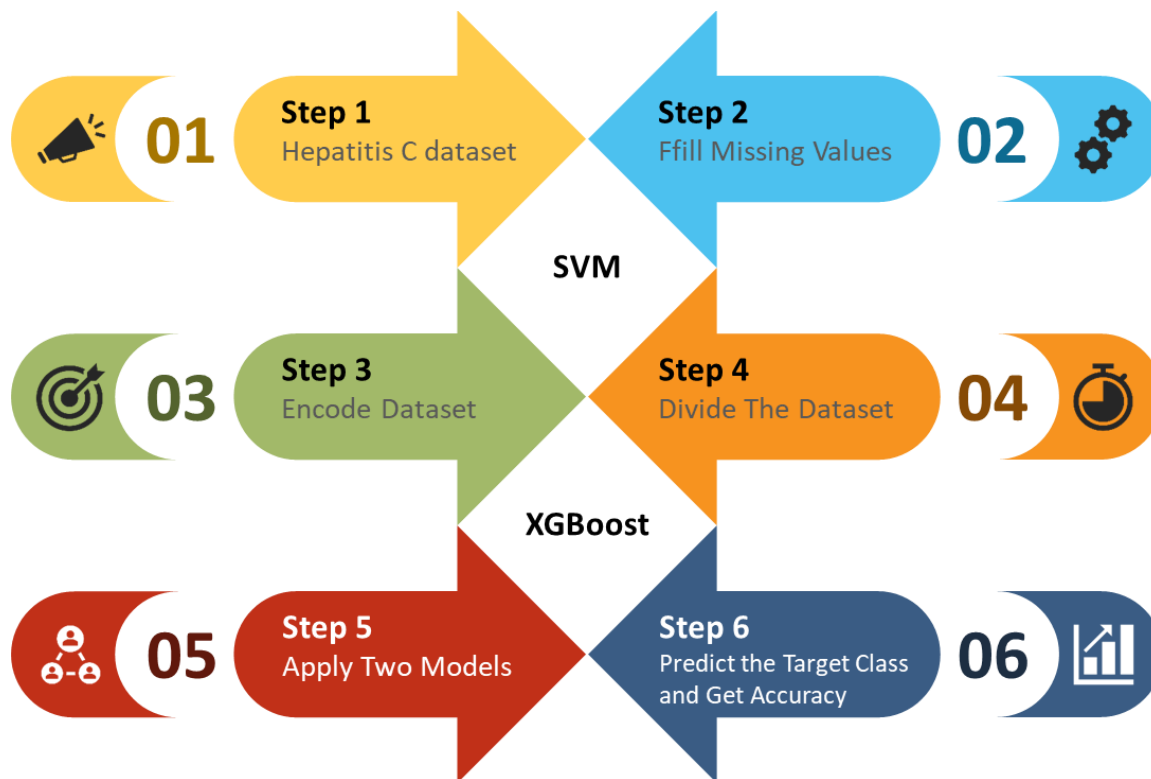 01
Step 1
Hepatitis C dataset
Step 2
Ffill Missing Values
02
SVM
03
Step 3
Encode Dataset
Step 4
Divide The Dataset
04
XGBoost
05
Step 5
Apply Two Models
Step 6
Predict the Target Class
and Get Accuracy
06